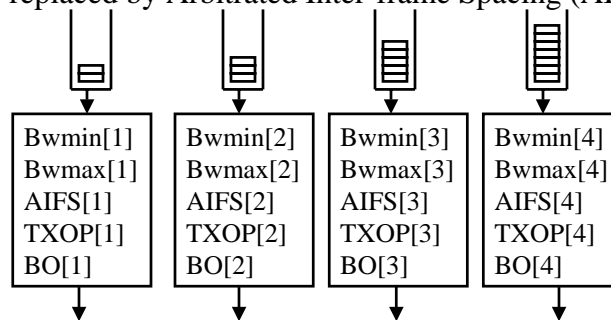 replaced by Arbitrated Inter-frame Spacing
Bwmin[1] Bwmin[2] Bwmin[3] Bwmin[4]
Bwmax[1] Bwmax[2] Bwmax[3] Bwmax[4]
AIFS[1] AIFS[2] AIFS[3] AIFS[4]
TXOP[1] TXOP[2] TXOP[3] TXOP[4]
BO[1] BO[2] BO[3] BO[4]